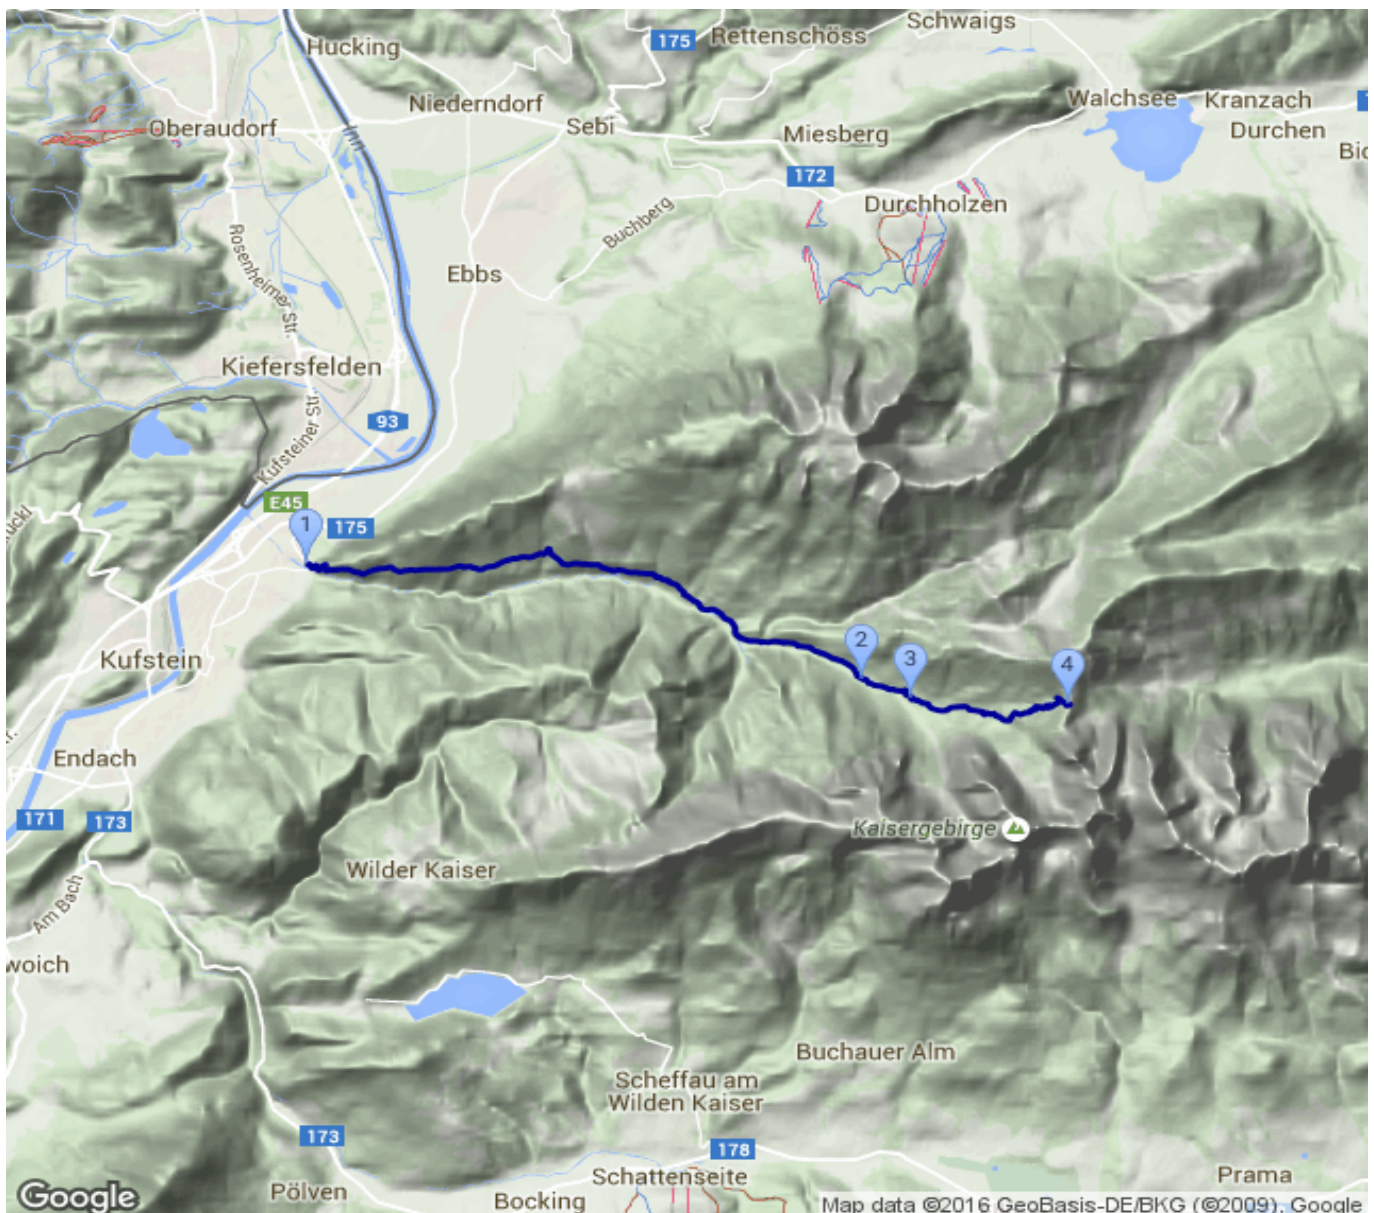 Schwaigs
Hucking
175
Rettenschöss
Niederndorf
Walchsee
Kranzach
Oberaudorf
Sebi
Miesberg
Durchen
Inn
Bic
172
Durchholzen
Buchberg
Rosenheimer Str.
Ebbs
Kiefersfelden
Kufsteiner Str.
93
E45
1
175
Kufstein
2
3
4
Endach
171
173
Kaisergebirge
Wilder Kaiser
Am Bach
woich
Buchauer Alm
Scheffau am
Wilden Kaiser
173
178
Schattenseite
Prama
Pölven
Bocking
Google
Map data ©2016 GeoBasis-DE/BKG (©2009), Google